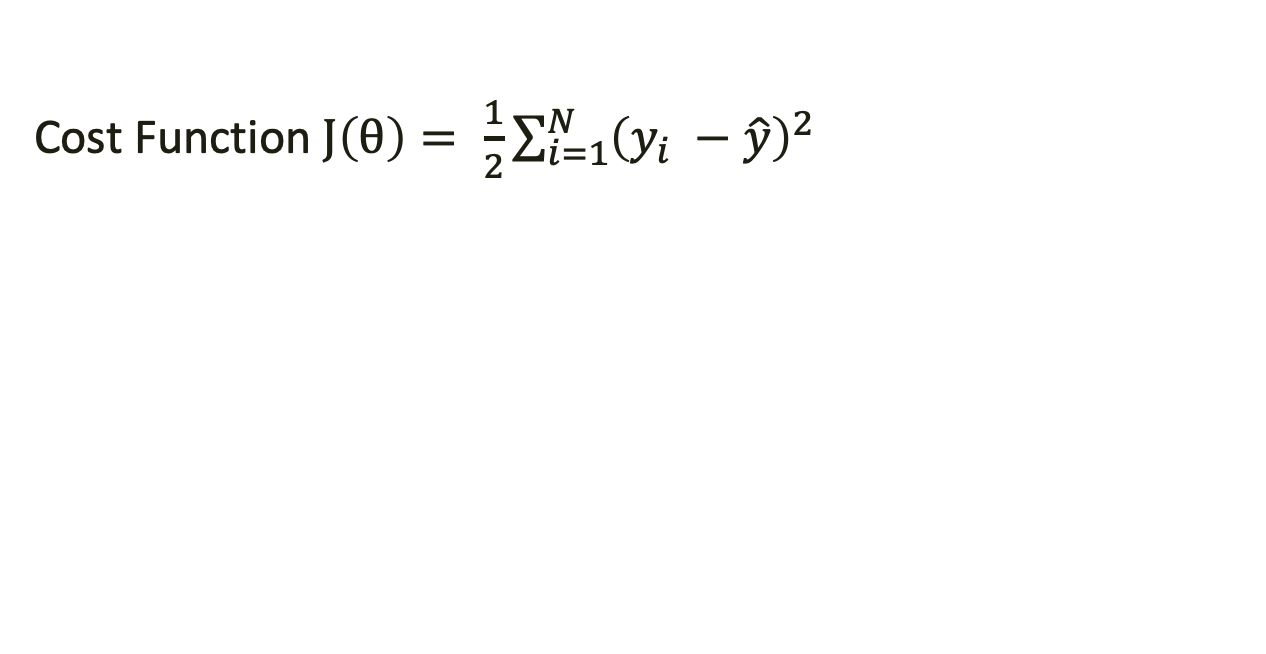 Cost Function J(θ) = ½∑ᵢ₌₁ᴺ(yᵢ − ŷ)²